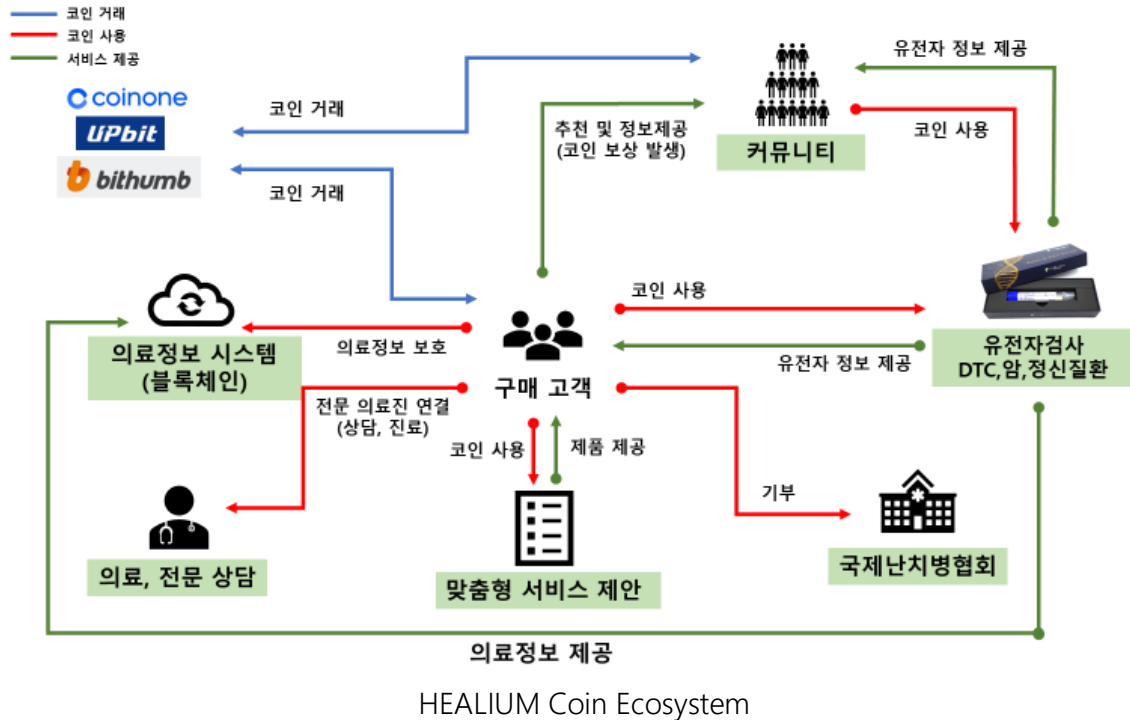 코인 거래
코인 사용
서비스 제공
coinone
UPbit
bithumb
코인 거래
코인 거래
추천 및 정보제공
(코인 보상 발생)
커뮤니티
유전자 정보 제공
코인 사용
의료정보 시스템
(블록체인)
의료정보 보호
구매 고객
코인 사용
유전자 정보 제공
유전자검사
DTC,암,정신질환
전문 의료진 연결
(상담, 진료)
코인 사용
제품 제공
기부
의료, 전문 상담
맞춤형 서비스 제안
국제난치병협회
의료정보 제공
HEALIUM Coin Ecosystem